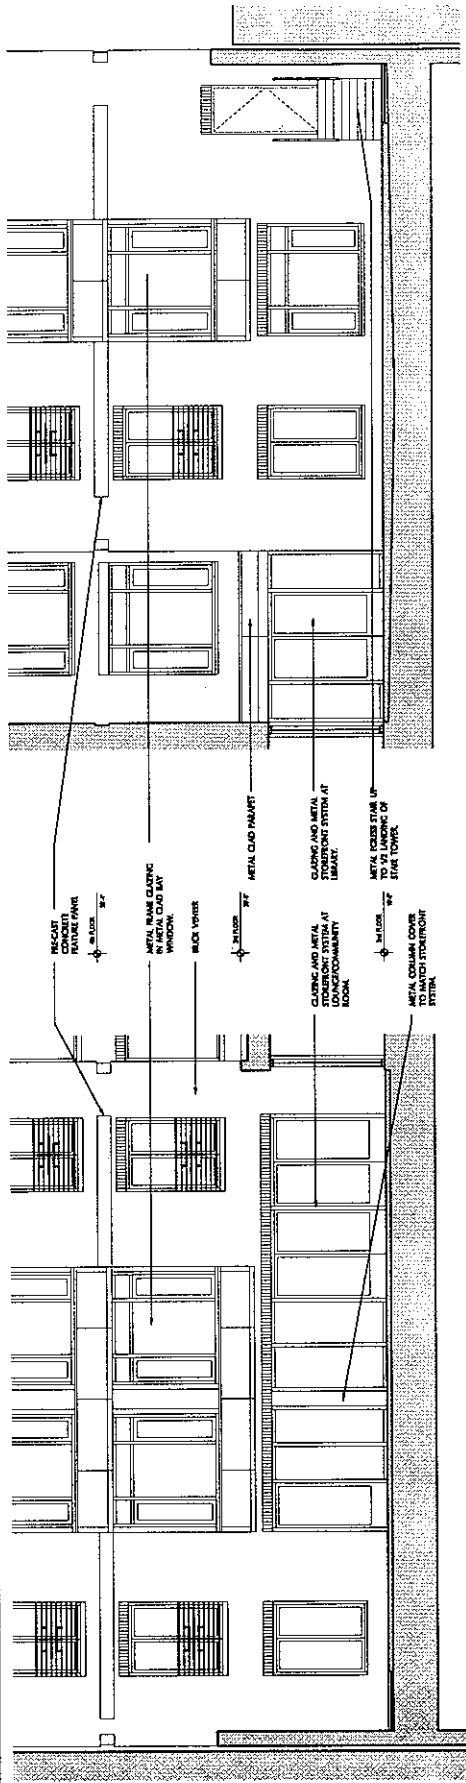 PRE-CAST
CONCRETE
FEATURE PANEL
4th FLOOR
METAL FRAME GLAZING
IN METAL CLAD BAY
WINDOW.
BRICK VENEER
3rd FLOOR
METAL CLAD PARAPET
GLAZING AND METAL
STOREFRONT SYSTEM AT
LOUNGE/COMMUNITY
ROOM.
GLAZING AND METAL
STOREFRONT SYSTEM AT
LIBRARY.
2nd FLOOR
METAL EGRESS STAIR UP
TO 1/2 LANDING OF
STAIR TOWER.
METAL COLUMN COVER
TO MATCH STOREFRONT
SYSTEM.